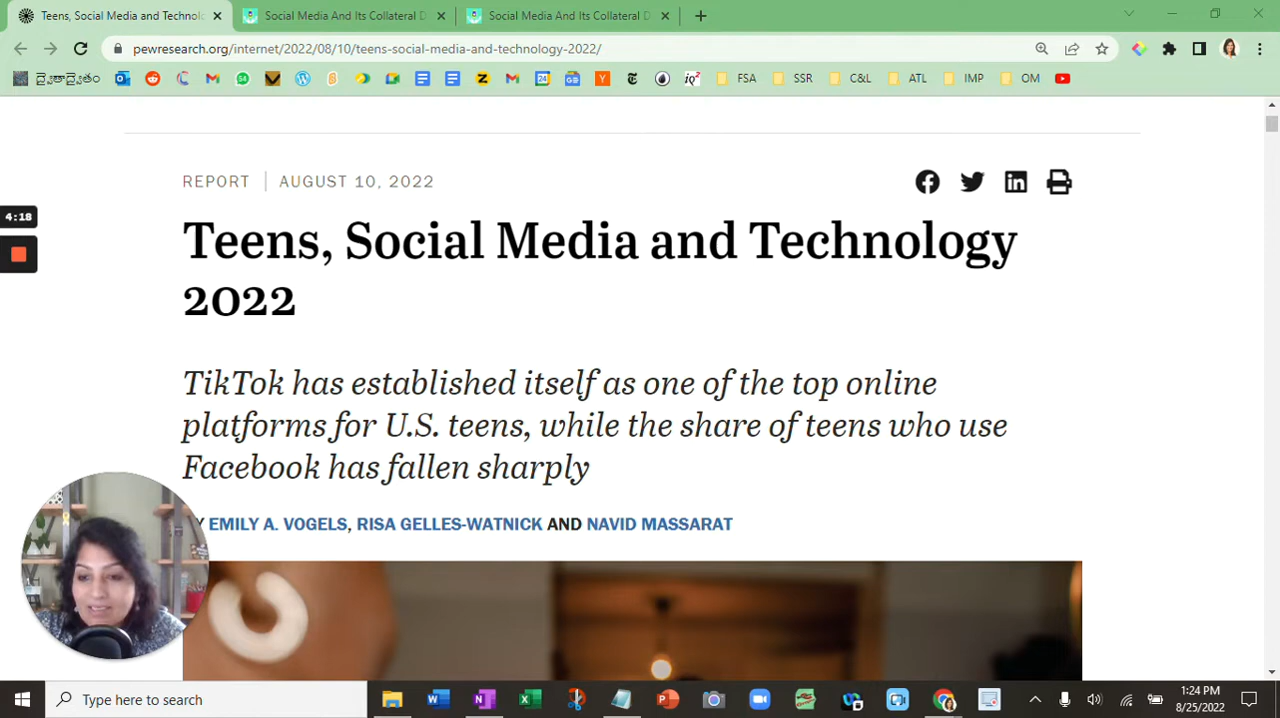 Teens, Social Media and Technolo
Social Media And Its Collateral D
Social Media And Its Collateral D
pewresearch.org/internet/2022/08/10/teens-social-media-and-technology-2022/
FSA
SSR
C&L
ATL
IMP
OM
REPORT | AUGUST 10, 2022
4:18
Teens, Social Media and Technology
2022
TikTok has established itself as one of the top online
platforms for U.S. teens, while the share of teens who use
Facebook has fallen sharply
Y EMILY A. VOGELS, RISA GELLES-WATNICK AND NAVID MASSARAT
Type here to search
1:24 PM
8/25/2022